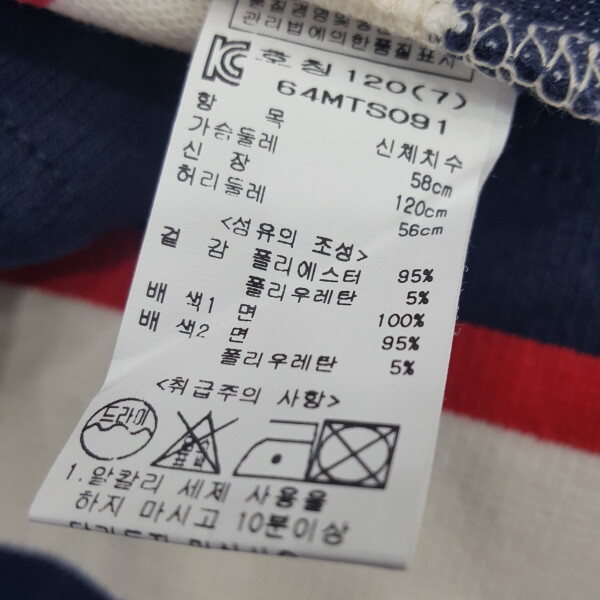 관리법에의한품질표시
호칭 120(7)
64MTS091
항 목 신체치수
가슴둘레 58cm
신 장 120cm
허리둘레 56cm
<섬유의 조성>
겉 감 폴리에스터 95%
폴리우레탄 5%
배 색1 면 100%
배 색2 면 95%
폴리우레탄 5%
<취급주의 사항>
드라이
1.알칼리 세제 사용을
하지 마시고 10분이상